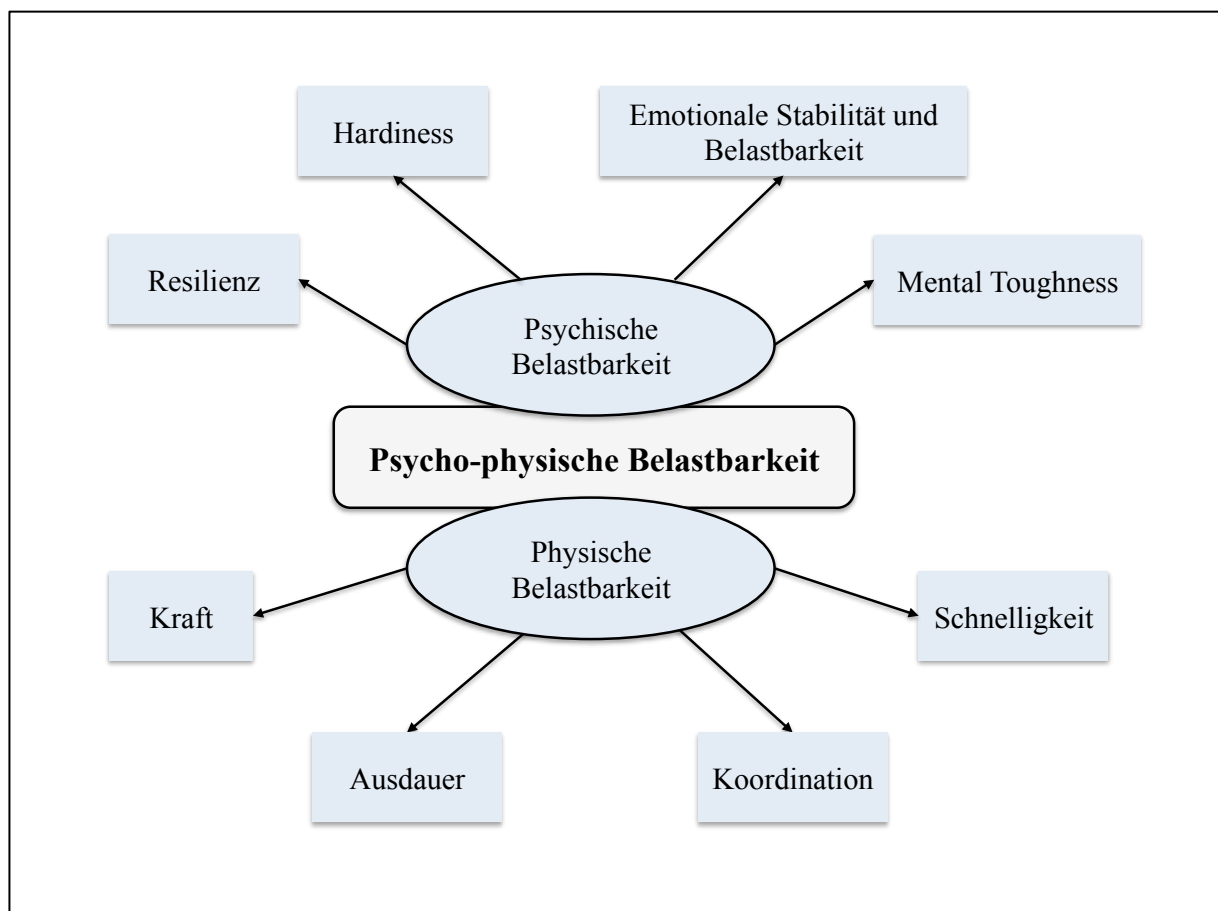 Hardiness
Emotionale Stabilität und
Belastbarkeit
Resilienz
Mental Toughness
Psychische
Belastbarkeit
Psycho-physische Belastbarkeit
Physische
Belastbarkeit
Kraft
Schnelligkeit
Ausdauer
Koordination